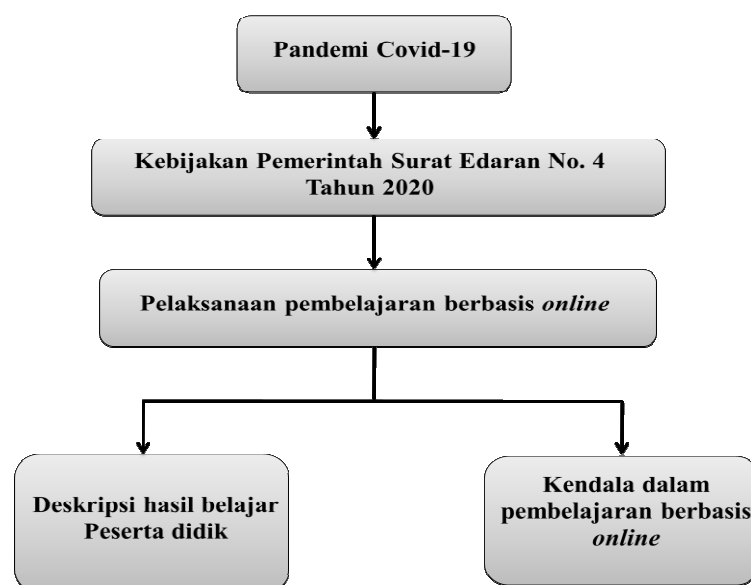 Pandemi Covid-19
Kebijakan Pemerintah Surat Edaran No. 4
Tahun 2020
Pelaksanaan pembelajaran berbasis online
Deskripsi hasil belajar
Peserta didik
Kendala dalam
pembelajaran berbasis
online